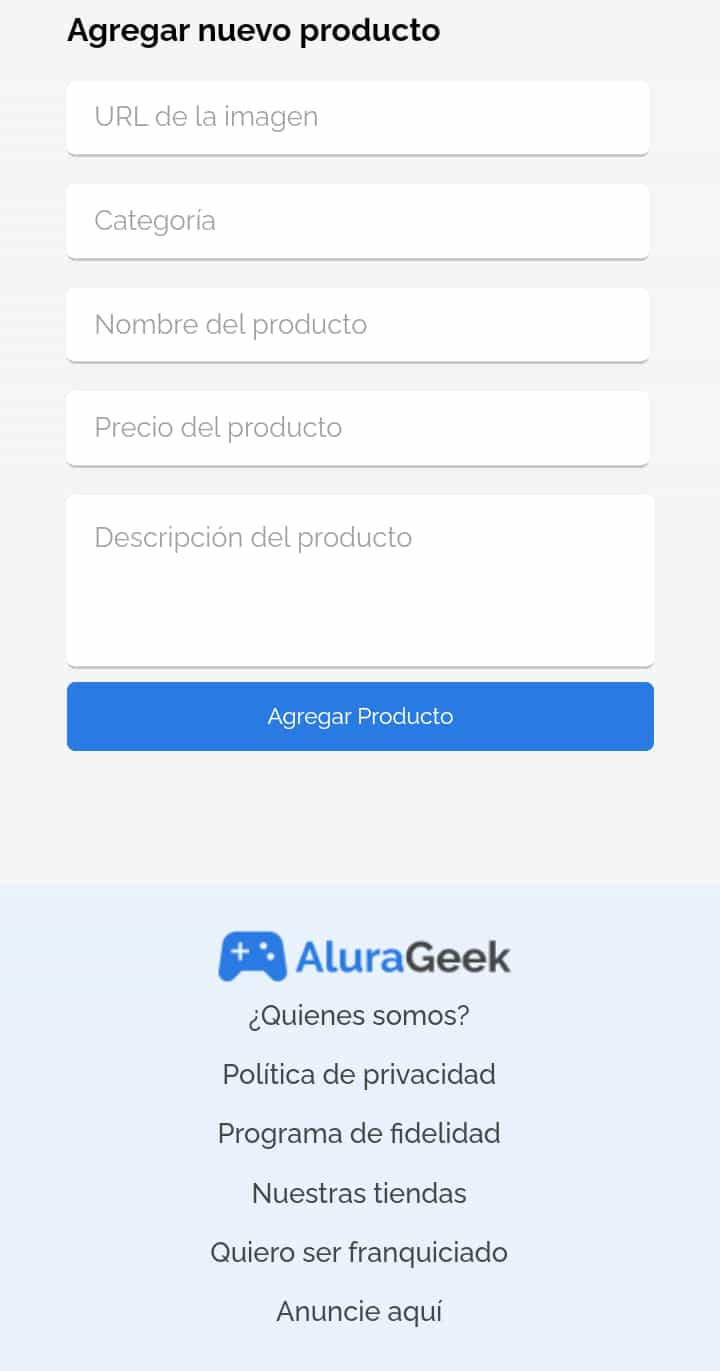 Agregar nuevo producto
URL de la imagen
Categoría
Nombre del producto
Precio del producto
Descripción del producto
Agregar Producto
AluraGeek
¿Quienes somos?
Política de privacidad
Programa de fidelidad
Nuestras tiendas
Quiero ser franquiciado
Anuncie aquí